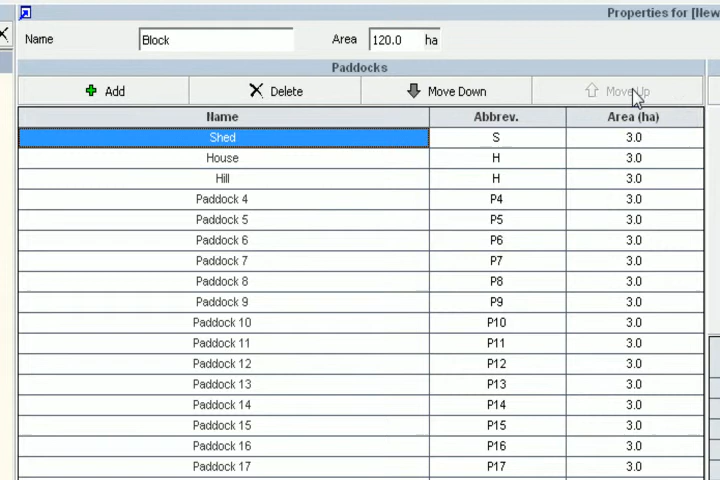 Properties for [New
Name Block Area 120.0 ha
Paddocks
Add Delete Move Down Move Up
Name Abbrev. Area (ha)
Shed S 3.0
House H 3.0
Hill H 3.0
Paddock 4 P4 3.0
Paddock 5 P5 3.0
Paddock 6 P6 3.0
Paddock 7 P7 3.0
Paddock 8 P8 3.0
Paddock 9 P9 3.0
Paddock 10 P10 3.0
Paddock 11 P11 3.0
Paddock 12 P12 3.0
Paddock 13 P13 3.0
Paddock 14 P14 3.0
Paddock 15 P15 3.0
Paddock 16 P16 3.0
Paddock 17 P17 3.0